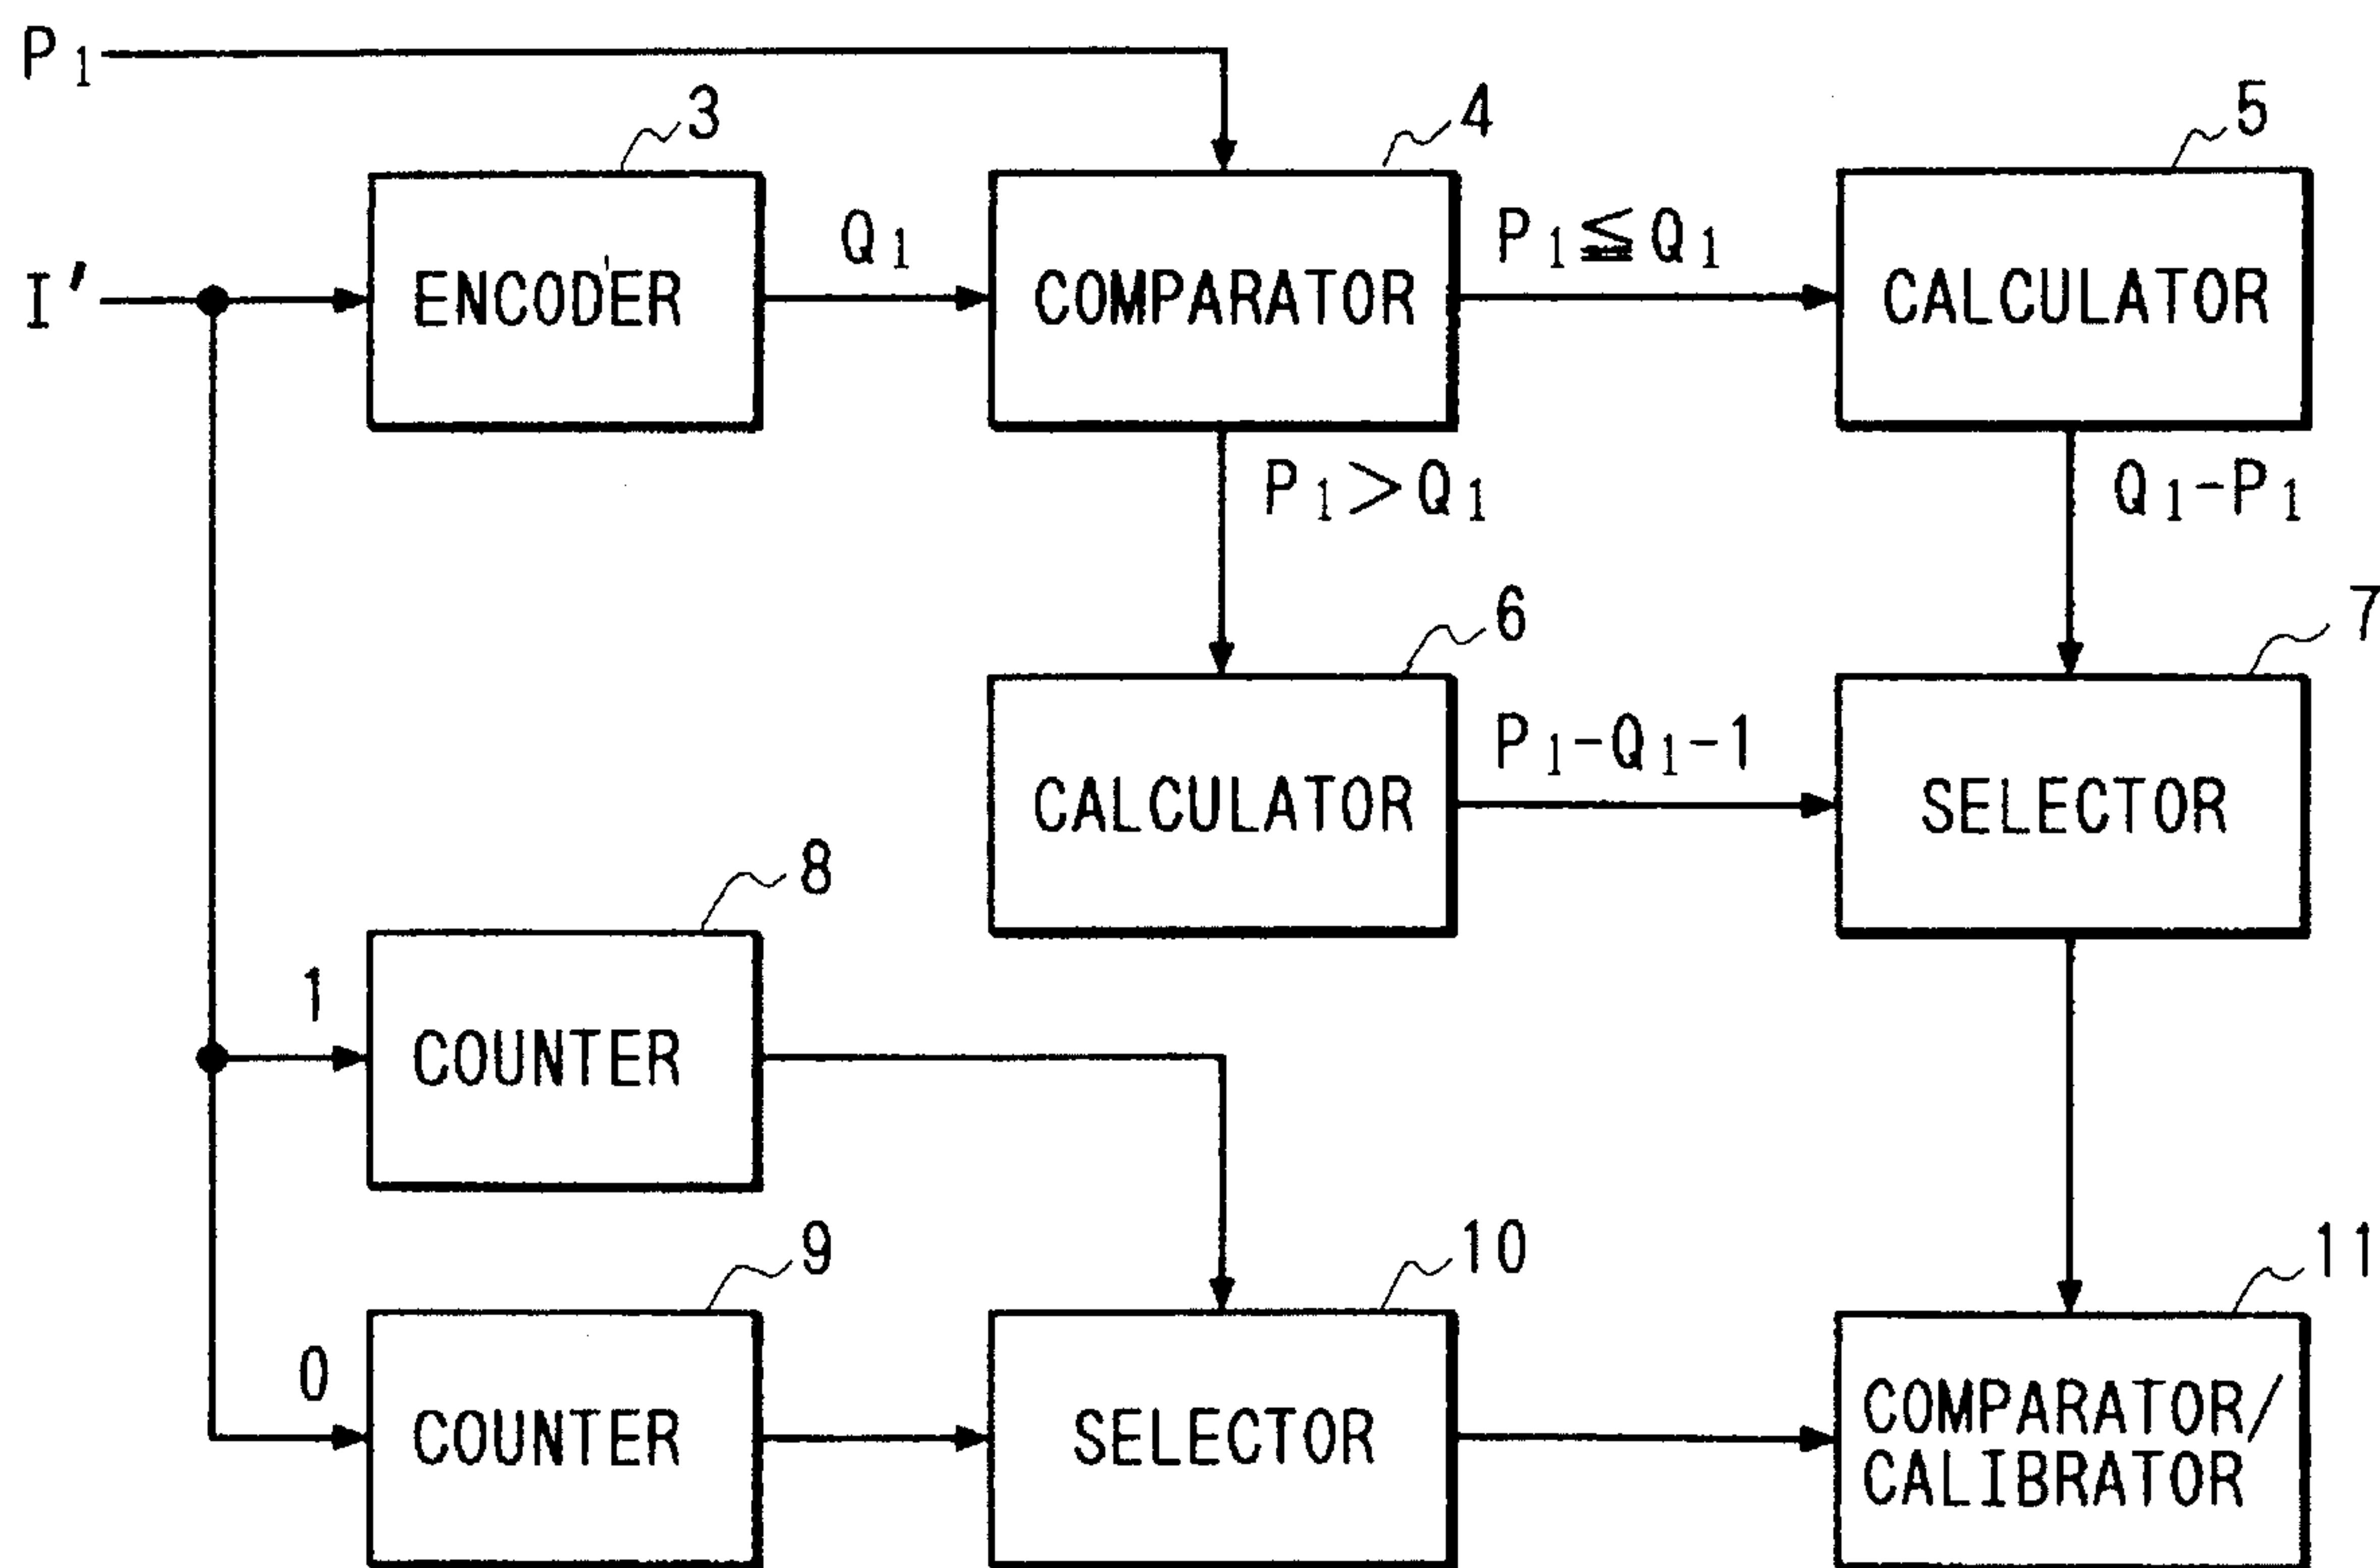 P1
3
4
5
I'
ENCODER
Q1
COMPARATOR
P1≦Q1
CALCULATOR
P1>Q1
Q1-P1
6
7
CALCULATOR
P1-Q1-1
SELECTOR
8
1
COUNTER
9
10
11
0
COUNTER
SELECTOR
COMPARATOR/
CALIBRATOR